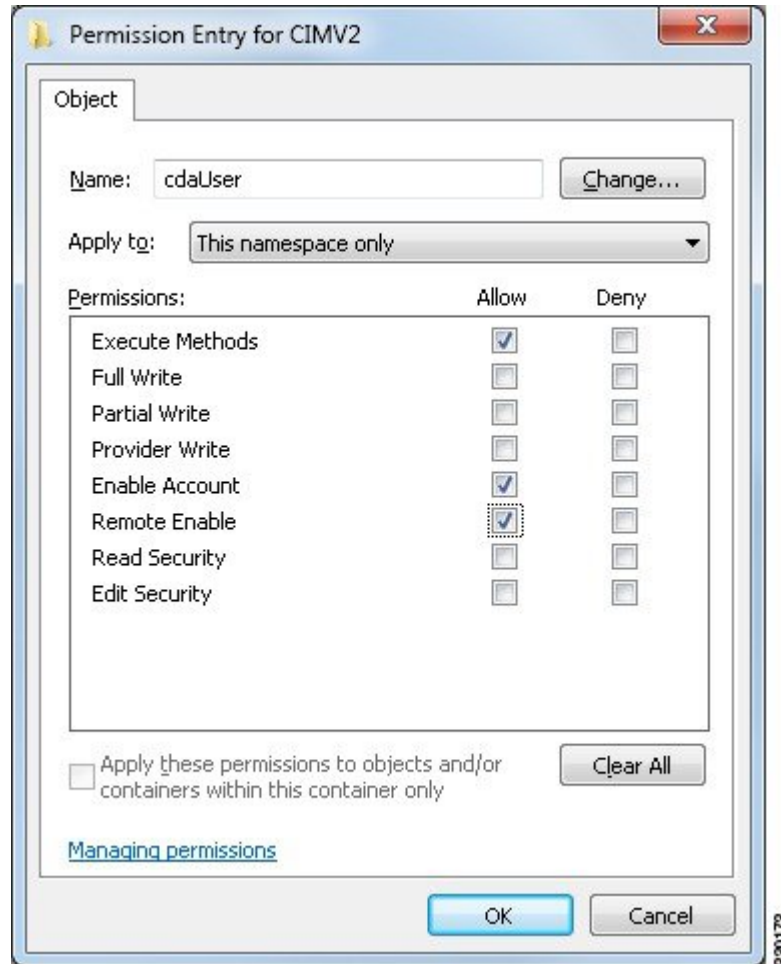 Permission Entry for CIMV2
Object
Name: cdaUser Change...
Apply to: This namespace only
Permissions: Allow Deny
Execute Methods
Full Write
Partial Write
Provider Write
Enable Account
Remote Enable
Read Security
Edit Security
Apply these permissions to objects and/or
containers within this container only
Clear All
Managing permissions
OK Cancel